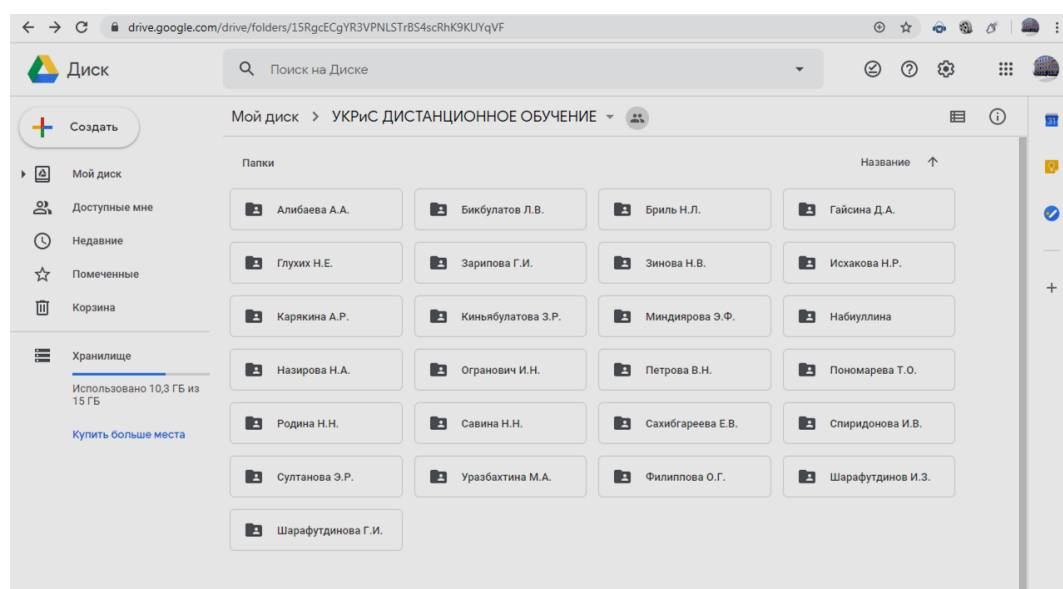 drive.google.com/drive/folders/15RgcECgYR3VPNLSTrBS4scRhK9KUYqVF
Диск
Поиск на Диске
Создать
Мой диск
Доступные мне
Недавние
Помеченные
Корзина
Хранилище
Использовано 10,3 ГБ из
15 ГБ
Купить больше места
Мой диск > УКРиС ДИСТАНЦИОННОЕ ОБУЧЕНИЕ
Папки Название
Алибаева А.А. Бикбулатов Л.В. Бриль Н.Л. Гайсина Д.А.
Глухих Н.Е. Зарипова Г.И. Зинова Н.В. Исхакова Н.Р.
Карякина А.Р. Киньябулатова З.Р. Миндиярова Э.Ф. Набиуллина
Назирова Н.А. Огранович И.Н. Петрова В.Н. Пономарева Т.О.
Родина Н.Н. Савина Н.Н. Сахибгареева Е.В. Спиридонова И.В.
Султанова Э.Р. Уразбахтина М.А. Филиппова О.Г. Шарафутдинов И.З.
Шарафутдинова Г.И.
31